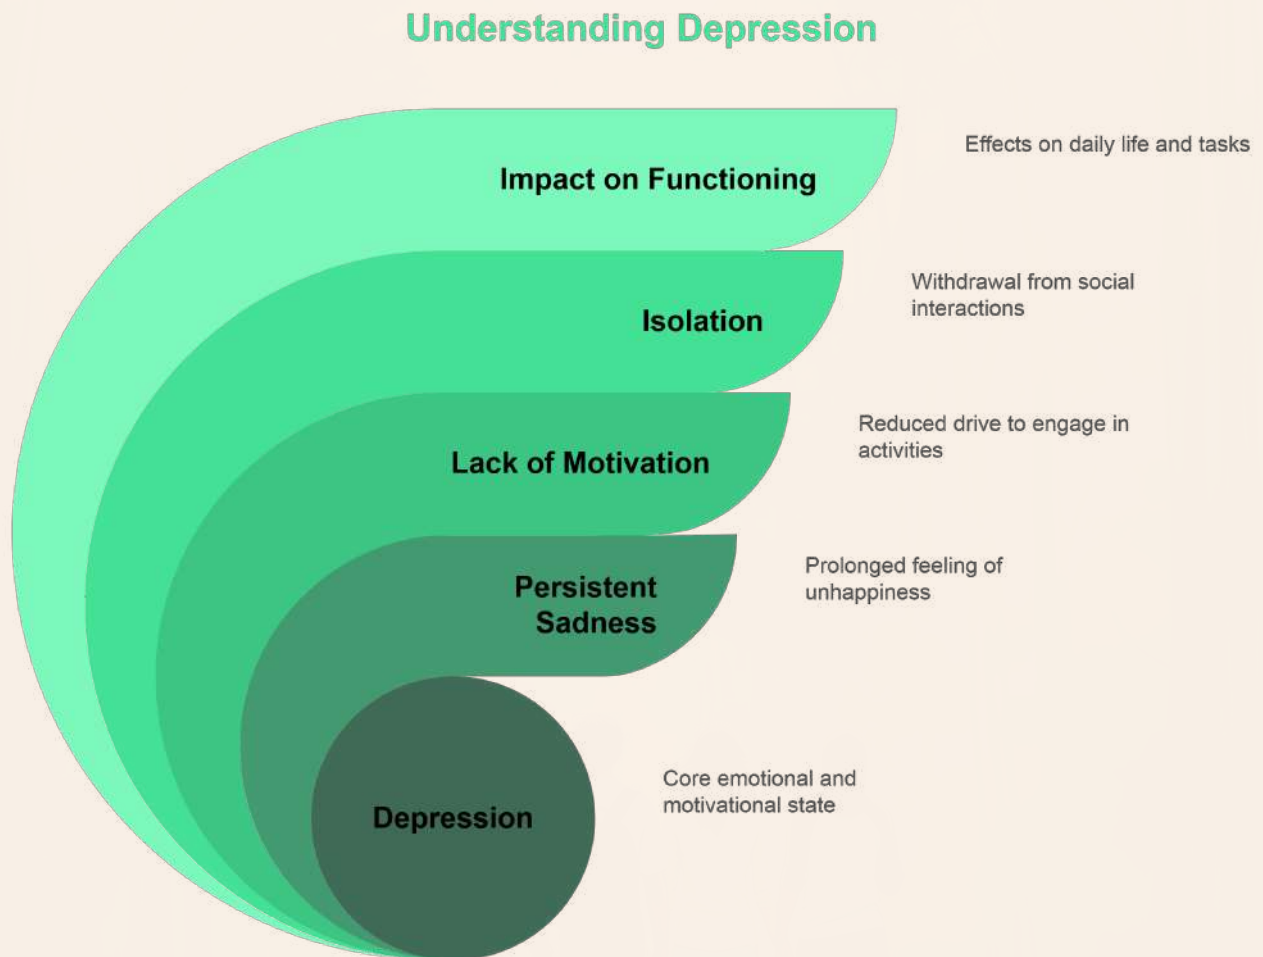 Understanding Depression
Impact on Functioning
Effects on daily life and tasks
Isolation
Withdrawal from social
interactions
Lack of Motivation
Reduced drive to engage in
activities
Persistent
Sadness
Prolonged feeling of
unhappiness
Depression
Core emotional and
motivational state